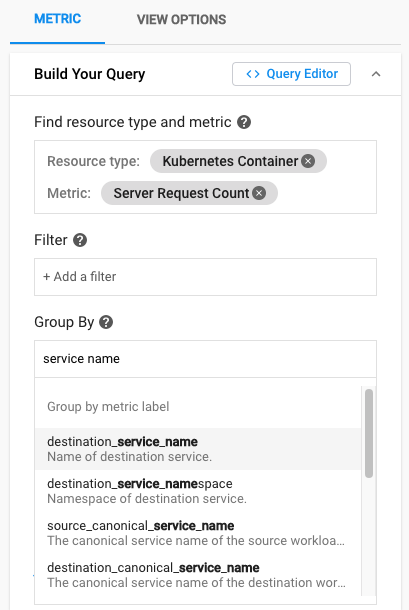 METRIC VIEW OPTIONS
Build Your Query <> Query Editor
Find resource type and metric ?
Resource type: Kubernetes Container
Metric: Server Request Count
Filter ?
+ Add a filter
Group By ?
service name
Group by metric label
destination_service_name
Name of destination service.
destination_service_namespace
Namespace of destination service.
source_canonical_service_name
The canonical service name of the source workloa...
destination_canonical_service_name
The canonical service name of the destination wor...